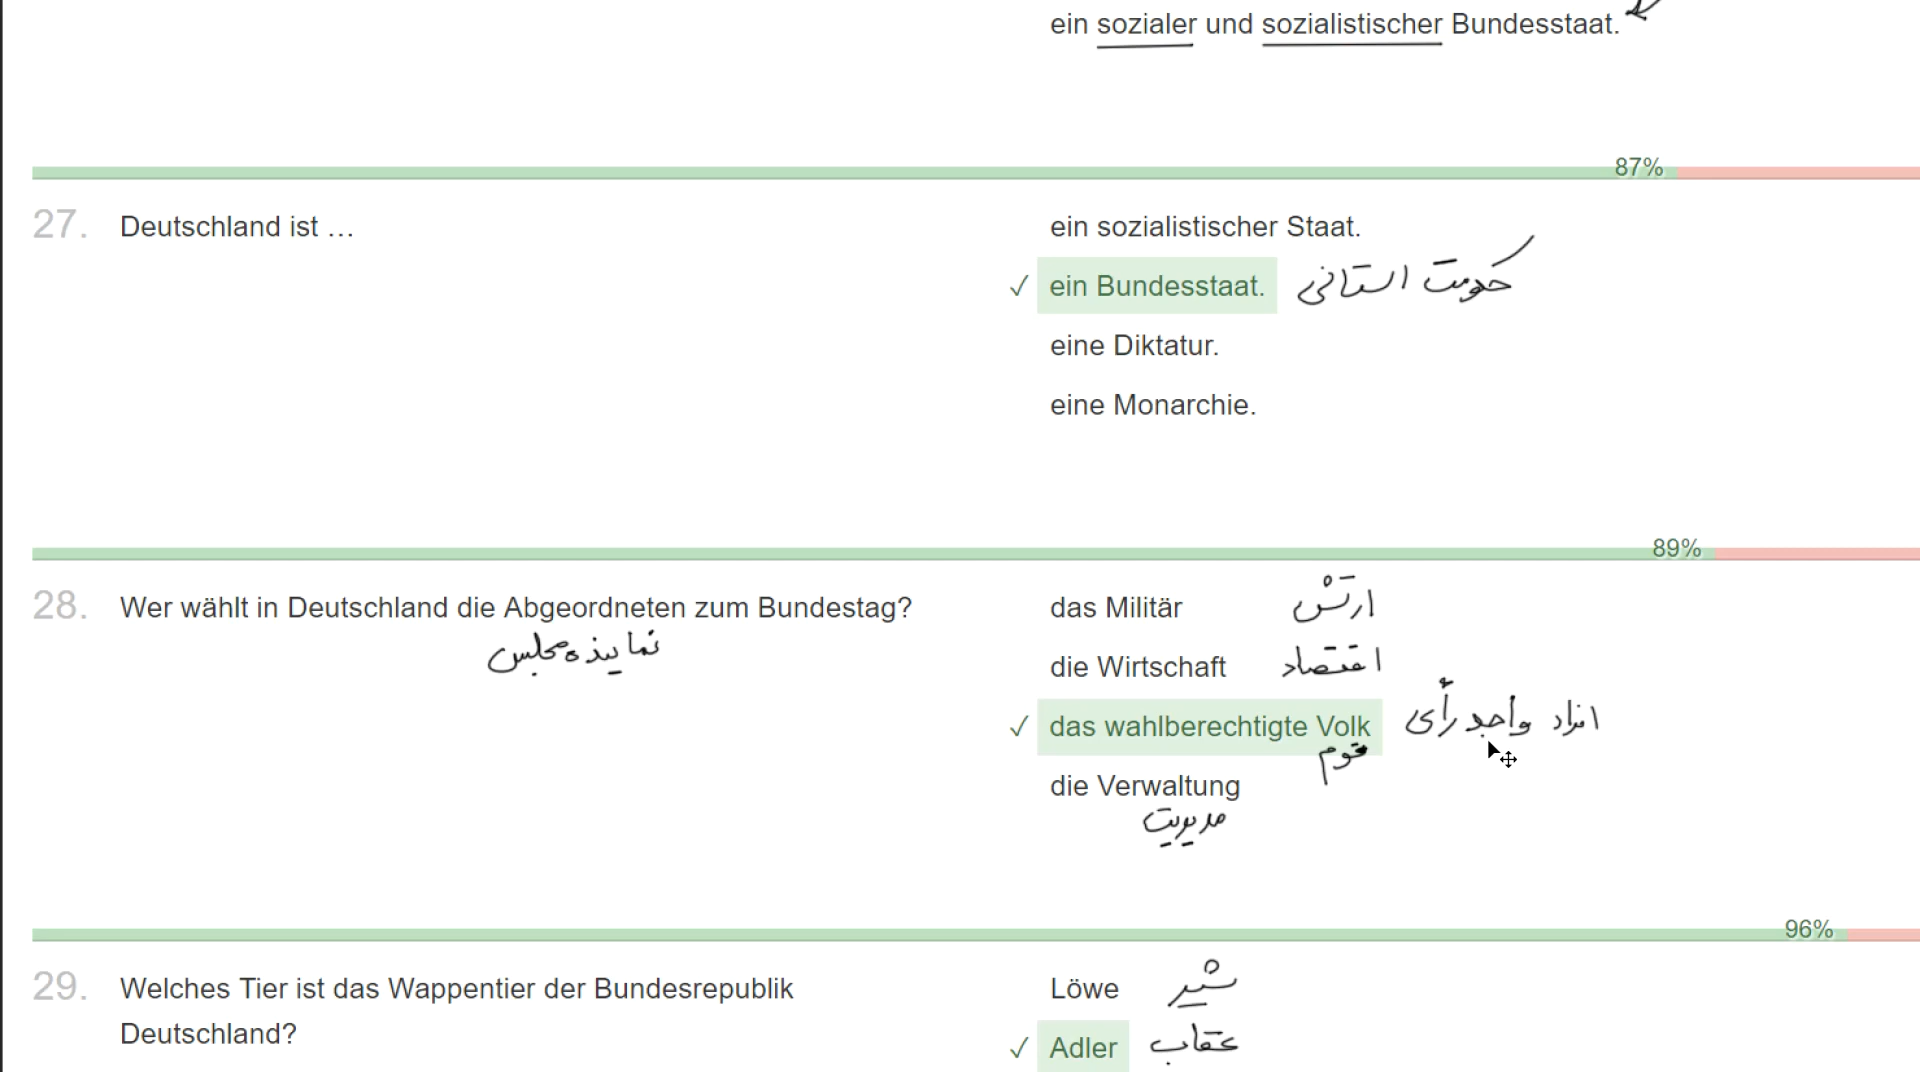 ein sozialer und sozialistischer Bundesstaat.
87%
27. Deutschland ist …
ein sozialistischer Staat.
✓ ein Bundesstaat. حکومت استانی
eine Diktatur.
eine Monarchie.
89%
28. Wer wählt in Deutschland die Abgeordneten zum Bundestag?
نماینده مجلس
das Militär ارتش
die Wirtschaft اقتصاد
✓ das wahlberechtigte Volk افراد واجد رأی
قوم
die Verwaltung
مدیریت
96%
29. Welches Tier ist das Wappentier der Bundesrepublik
Deutschland?
Löwe شیر
✓ Adler عقاب